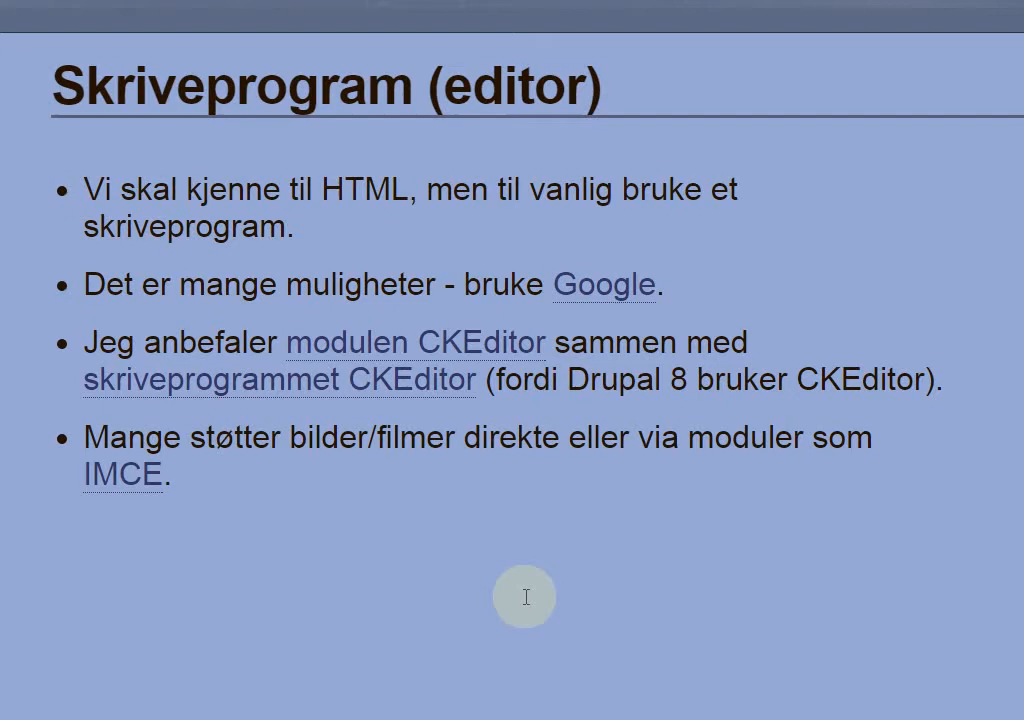 Skriveprogram (editor)
Vi skal kjenne til HTML, men til vanlig bruke et
skriveprogram.
Det er mange muligheter - bruke Google.
Jeg anbefaler modulen CKEditor sammen med
skriveprogrammet CKEditor (fordi Drupal 8 bruker CKEditor).
Mange støtter bilder/filmer direkte eller via moduler som
IMCE.